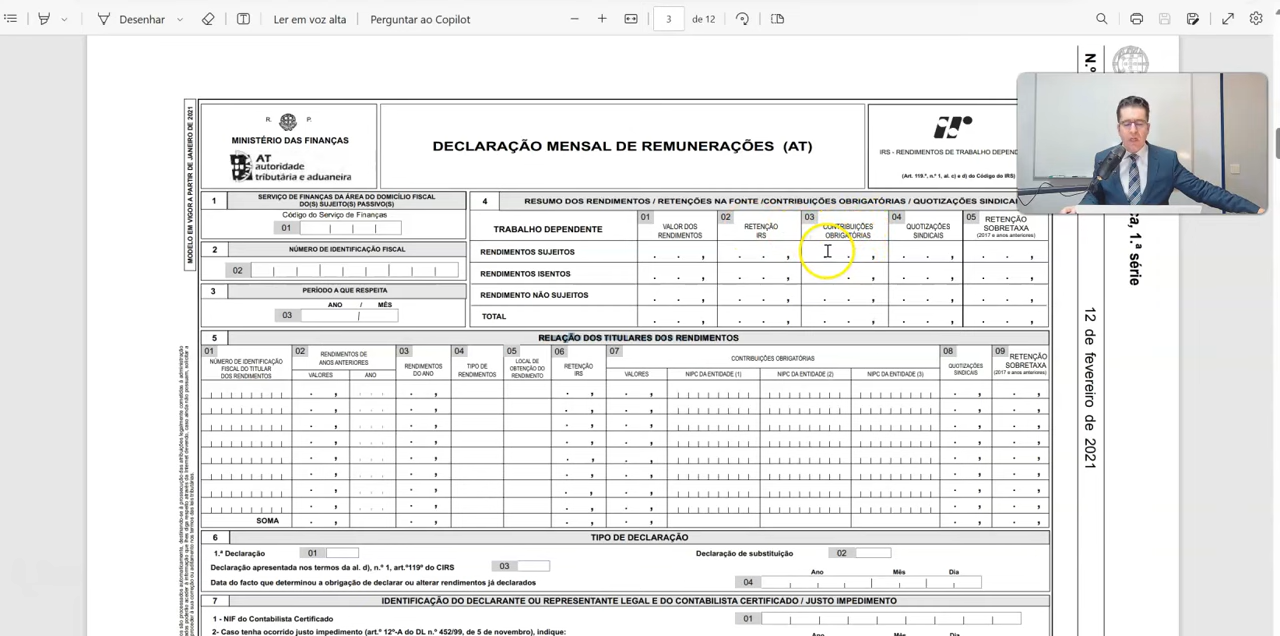 Desenhar
Ler em voz alta
Perguntar ao Copilot
3
de 12
N.º
a, 1.ª série
12 de fevereiro de 2021
MODELO EM VIGOR A PARTIR DE JANEIRO DE 2021
R. P.
MINISTÉRIO DAS FINANÇAS
AT
autoridade
tributária e aduaneira
DECLARAÇÃO MENSAL DE REMUNERAÇÕES (AT)
IRS - RENDIMENTOS DE TRABALHO DEPEND
(Art. 119.º, n.º 1, al. c) e d) do Código do IRS)
1
SERVIÇO DE FINANÇAS DA ÁREA DO DOMICÍLIO FISCAL
DO(S) SUJEITO(S) PASSIVO(S)
Código do Serviço de Finanças
01
2
NÚMERO DE IDENTIFICAÇÃO FISCAL
02
3
PERÍODO A QUE RESPEITA
ANO / MÊS
03 /
4
RESUMO DOS RENDIMENTOS / RETENÇÕES NA FONTE /CONTRIBUIÇÕES OBRIGATÓRIAS / QUOTIZAÇÕES SINDICAI
TRABALHO DEPENDENTE
01
VALOR DOS
RENDIMENTOS
02
RETENÇÃO
IRS
03
CONTRIBUIÇÕES
OBRIGATÓRIAS
04
QUOTIZAÇÕES
SINDICAIS
05
RETENÇÃO
SOBRETAXA
(2017 e anos anteriores)
RENDIMENTOS SUJEITOS
RENDIMENTOS ISENTOS
RENDIMENTO NÃO SUJEITOS
TOTAL
5
RELAÇÃO DOS TITULARES DOS RENDIMENTOS
01
NÚMERO DE IDENTIFICAÇÃO
FISCAL DO TITULAR
DOS RENDIMENTOS
02
RENDIMENTOS DE
ANOS ANTERIORES
VALORES
ANO
03
RENDIMENTOS
DO ANO
04
TIPO DE
RENDIMENTOS
05
LOCAL DE
OBTENÇÃO DO
RENDIMENTO
06
RETENÇÃO
IRS
07
CONTRIBUIÇÕES OBRIGATÓRIAS
VALORES
NIPC DA ENTIDADE (1)
NIPC DA ENTIDADE (2)
NIPC DA ENTIDADE (3)
08
QUOTIZAÇÕES
SINDICAIS
09
RETENÇÃO
SOBRETAXA
(2017 e anos anteriores)
SOMA
6
TIPO DE DECLARAÇÃO
1.ª Declaração 01
Declaração de substituição 02
Declaração apresentada nos termos da al. d), n.º 1, artº119º do CIRS 03
Data do facto que determinou a obrigação de declarar ou alterar rendimentos já declarados
04
Ano Mês Dia
7
IDENTIFICAÇÃO DO DECLARANTE OU REPRESENTANTE LEGAL E DO CONTABILISTA CERTIFICADO / JUSTO IMPEDIMENTO
1 - NIF do Contabilista Certificado
01
2- Caso tenha ocorrido justo impedimento (artº 12º-A do DL n.º 452/99, de 5 de novembro), indique:
Ano Mês Dia